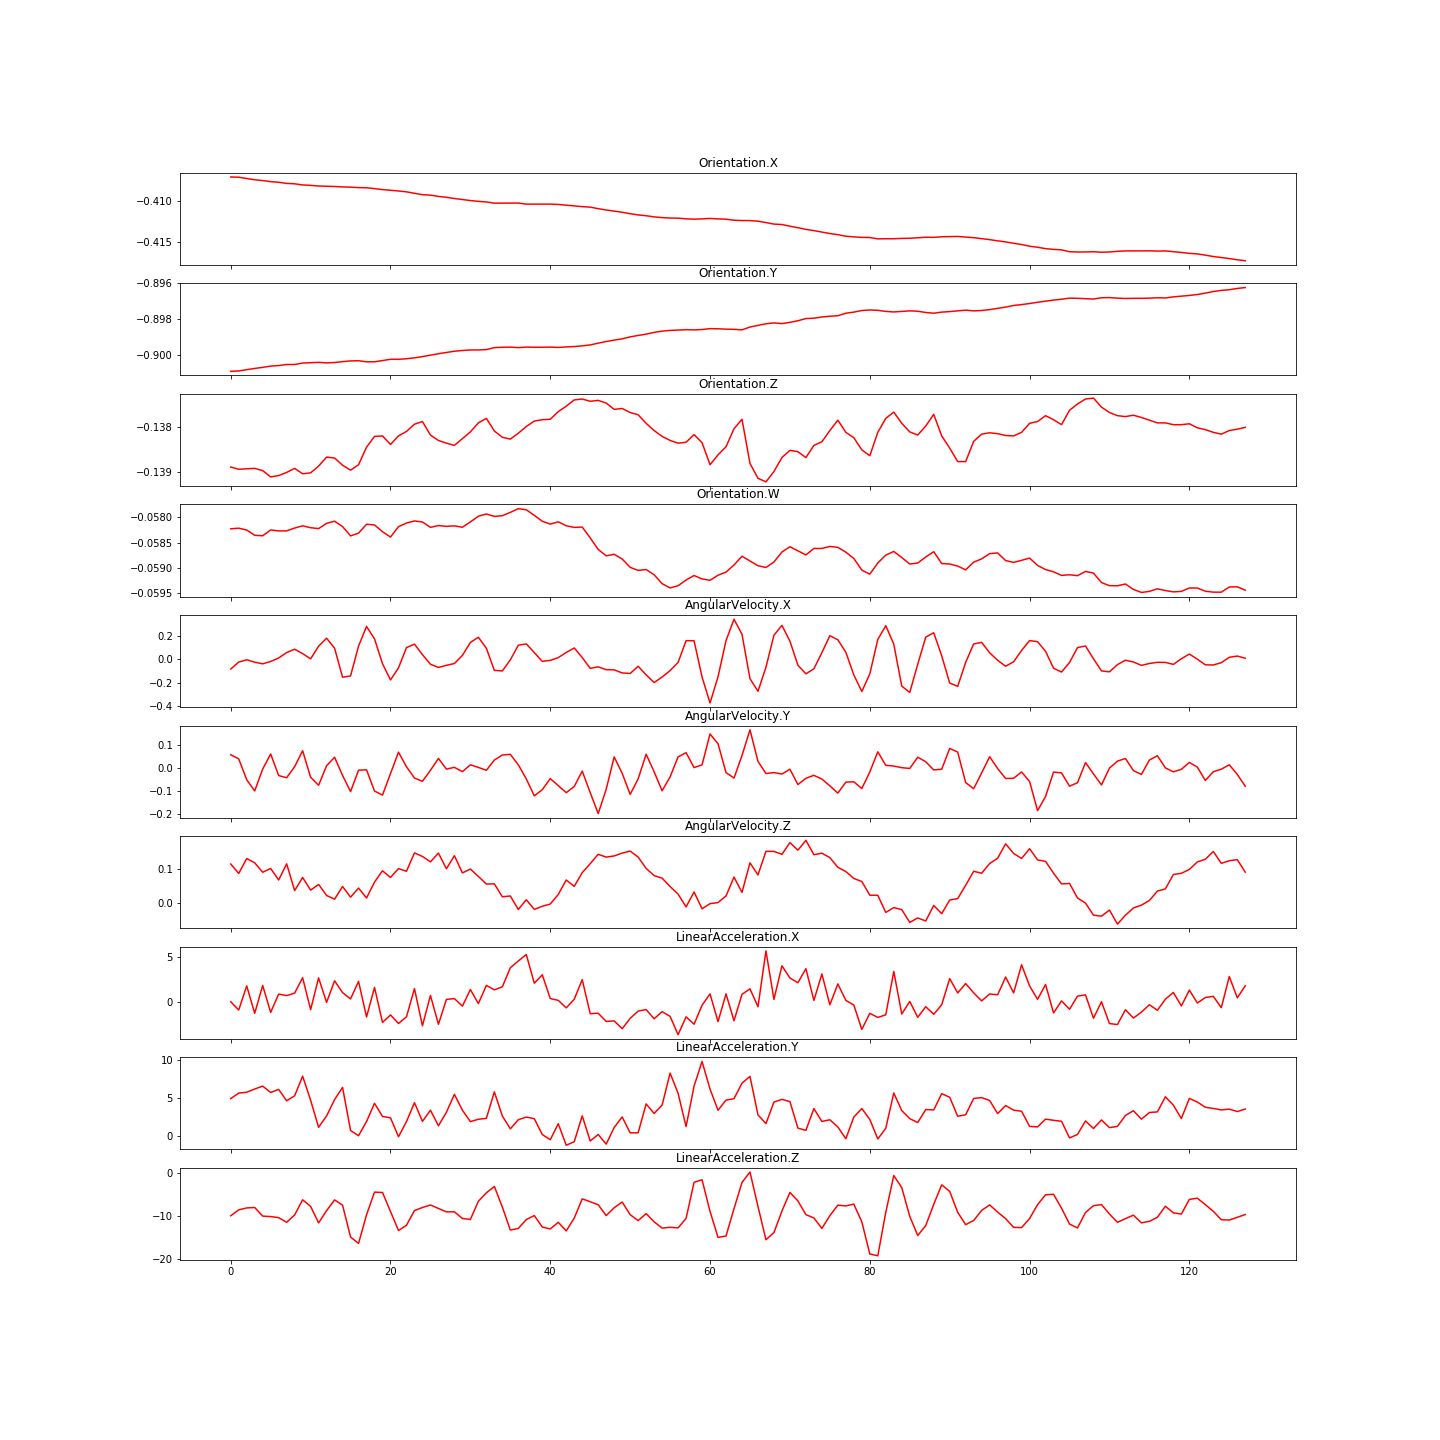 Orientation.X
−0.410
−0.415
Orientation.Y
−0.896
−0.898
−0.900
Orientation.Z
−0.138
−0.139
Orientation.W
−0.0580
−0.0585
−0.0590
−0.0595
AngularVelocity.X
0.2
0.0
−0.2
−0.4
AngularVelocity.Y
0.1
0.0
−0.1
−0.2
AngularVelocity.Z
0.1
0.0
LinearAcceleration.X
5
0
LinearAcceleration.Y
10
5
0
LinearAcceleration.Z
0
−10
−20
0 20 40 60 80 100 120